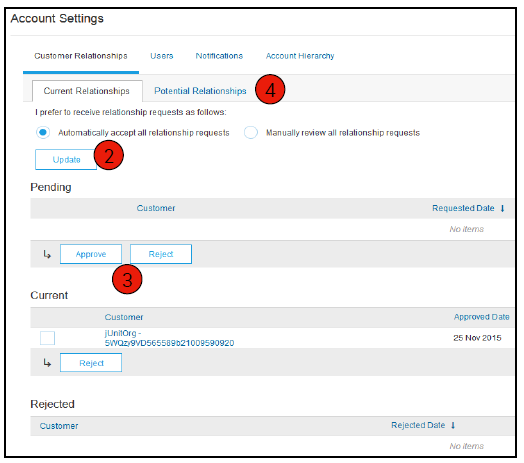 Account Settings
Customer Relationships Users Notifications Account Hierarchy
Current Relationships Potential Relationships 4
I prefer to receive relationship requests as follows:
Automatically accept all relationship requests Manually review all relationship requests
Update 2
Pending
Customer Requested Date ↓
No items
↳ Approve Reject
3
Current
Customer Approved Date
jUnitOrg -
5WQzy9VD565589b21009590920 25 Nov 2015
↳ Reject
Rejected
Customer Rejected Date ↓
No items